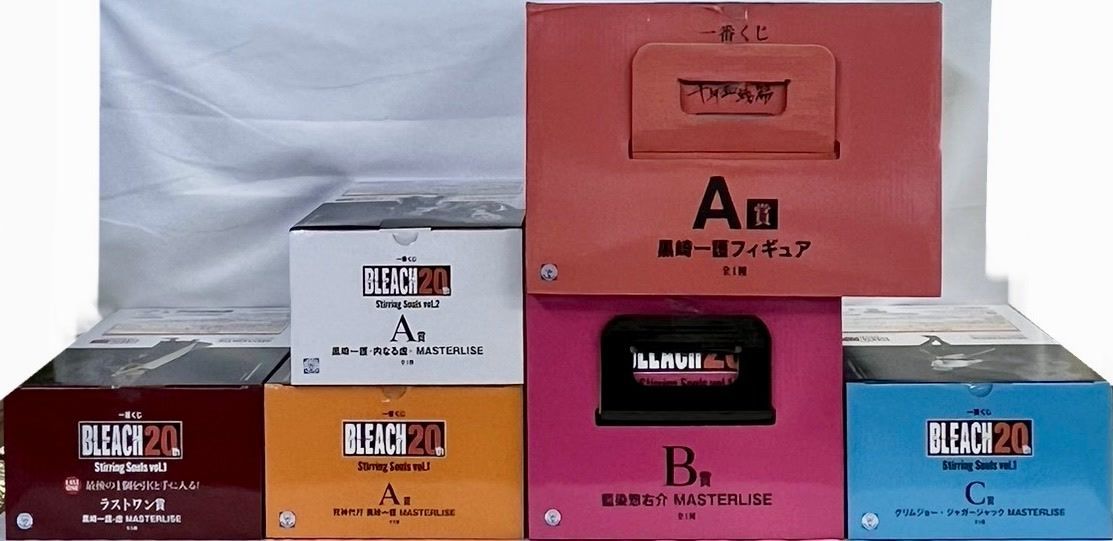 一番くじ
千年血戦篇
A賞
黒崎一護フィギュア
全1種
一番くじ
BLEACH20th
Stirring Souls vol.2
A賞
黒崎一護・内なる虚・ MASTERLISE
全1種
一番くじ
BLEACH20th
Stirring Souls vol.1
LAST ONE 最後の1個を引くと手に入る!
ラストワン賞
黒崎一護・虚 MASTERLISE
一番くじ
BLEACH20th
Stirring Souls vol.1
A賞
死神代行 黒崎一護 MASTERLISE
BLEACH20
Stirring Souls vol.1
B賞
藍染惣右介 MASTERLISE
全1種
一番くじ
BLEACH20th
Stirring Souls vol.1
C賞
グリムジョー・ジャガージャック MASTERLISE